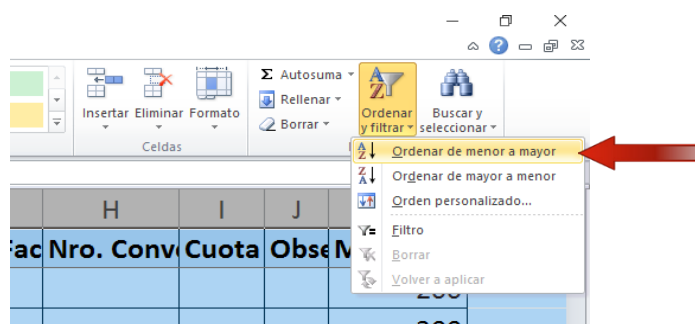 Σ Autosuma
Rellenar
Borrar
Insertar Eliminar Formato
Celdas
Ordenar
y filtrar
Buscar y
seleccionar
Ordenar de menor a mayor
Ordenar de mayor a menor
Orden personalizado...
Filtro
Borrar
Volver a aplicar
H I J
Fac Nro. Conv Cuota Obse M